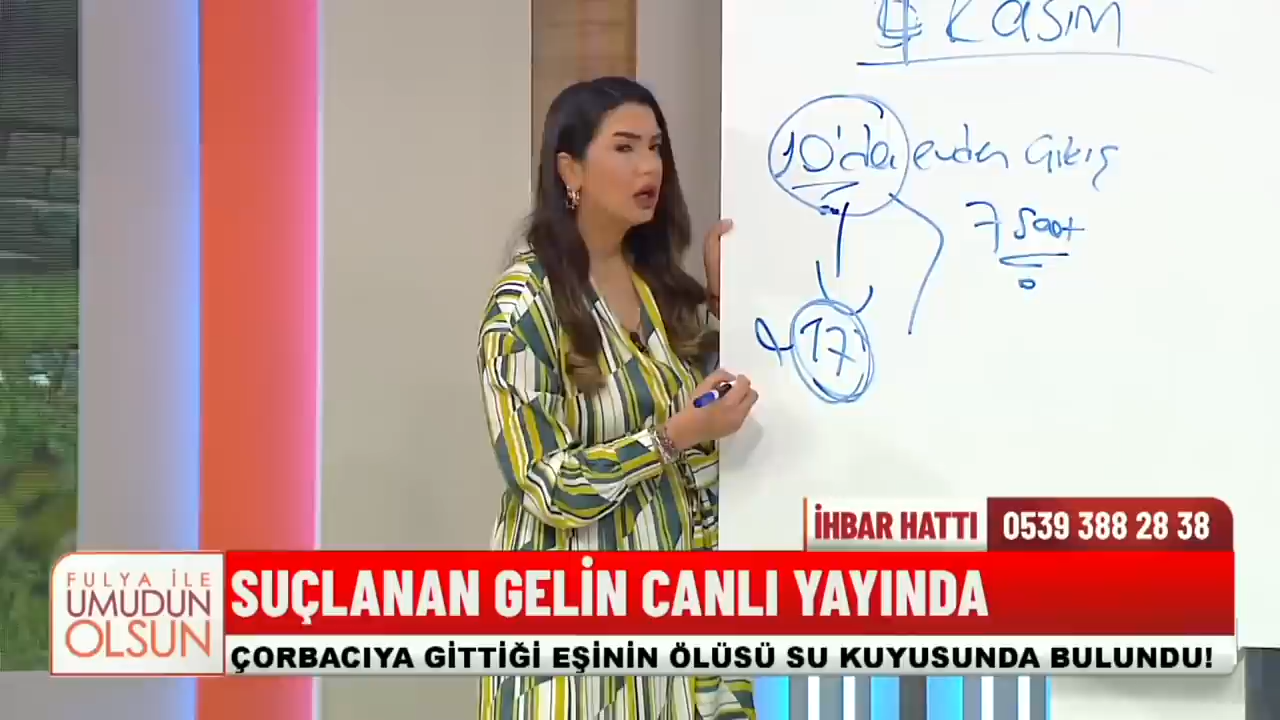 4 KASIM
10'da evden Çıkış
7 saat
17
İHBAR HATTI 0539 388 28 38
FULYA İLE
UMUDUN
OLSUN
SUÇLANAN GELİN CANLI YAYINDA
ÇORBACIYA GİTTİĞİ EŞİNİN ÖLÜSÜ SU KUYUSUNDA BULUNDU!